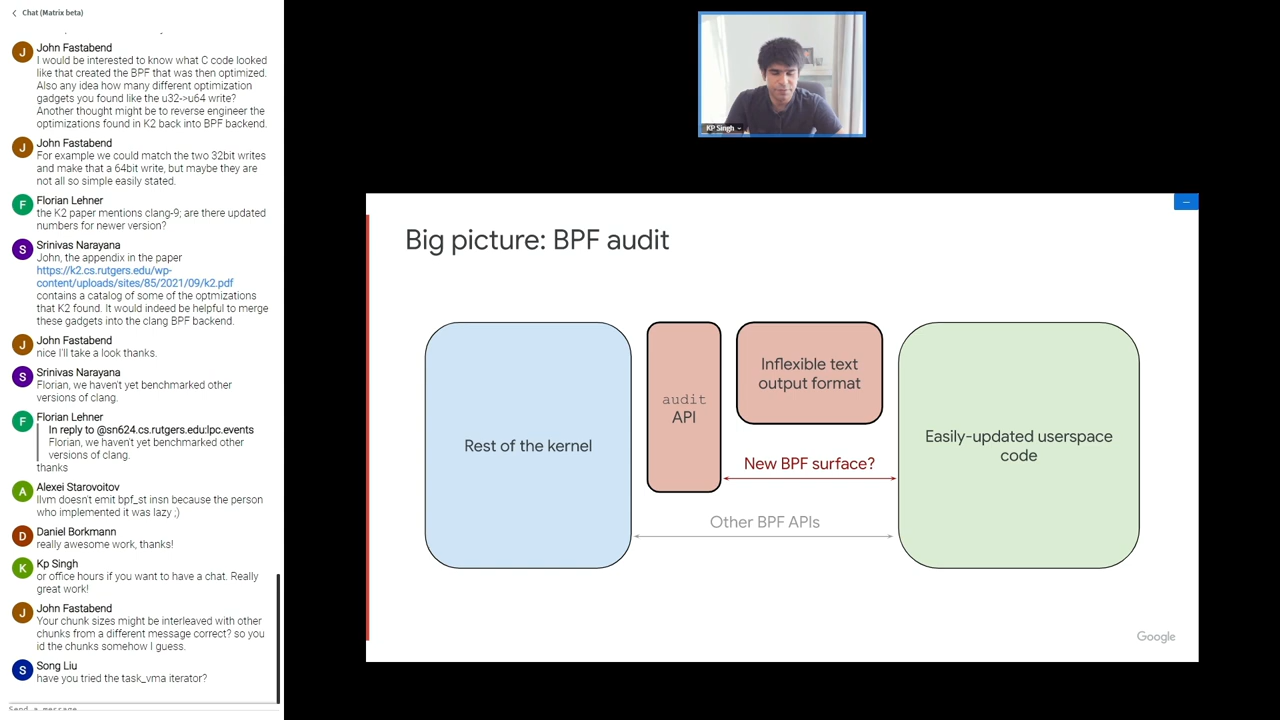 Chat (Matrix beta)
John Fastabend
I would be interested to know what C code looked
like that created the BPF that was then optimized.
Also any idea how many different optimization
gadgets you found like the u32->u64 write?
Another thought might be to reverse engineer the
optimizations found in K2 back into BPF backend.
John Fastabend
For example we could match the two 32bit writes
and make that a 64bit write, but maybe they are
not all so simple easily stated.
Florian Lehner
the K2 paper mentions clang-9; are there updated
numbers for newer version?
Srinivas Narayana
John, the appendix in the paper
https://k2.cs.rutgers.edu/wp-
content/uploads/sites/85/2021/09/k2.pdf
contains a catalog of some of the optmizations
that K2 found. It would indeed be helpful to merge
these gadgets into the clang BPF backend.
John Fastabend
nice I'll take a look thanks.
Srinivas Narayana
Florian, we haven't yet benchmarked other
versions of clang.
Florian Lehner
In reply to @sn624.cs.rutgers.edu:lpc.events
Florian, we haven't yet benchmarked other
versions of clang.
thanks
Alexei Starovoitov
llvm doesn't emit bpf_st insn because the person
who implemented it was lazy ;)
Daniel Borkmann
really awesome work, thanks!
Kp Singh
or office hours if you want to have a chat. Really
great work!
John Fastabend
Your chunk sizes might be interleaved with other
chunks from a different message correct? so you
id the chunks somehow I guess.
Song Liu
have you tried the task_vma iterator?
Send a message
KP Singh
Big picture: BPF audit
Rest of the kernel
audit
API
Inflexible text
output format
New BPF surface?
Other BPF APIs
Easily-updated userspace
code
Google